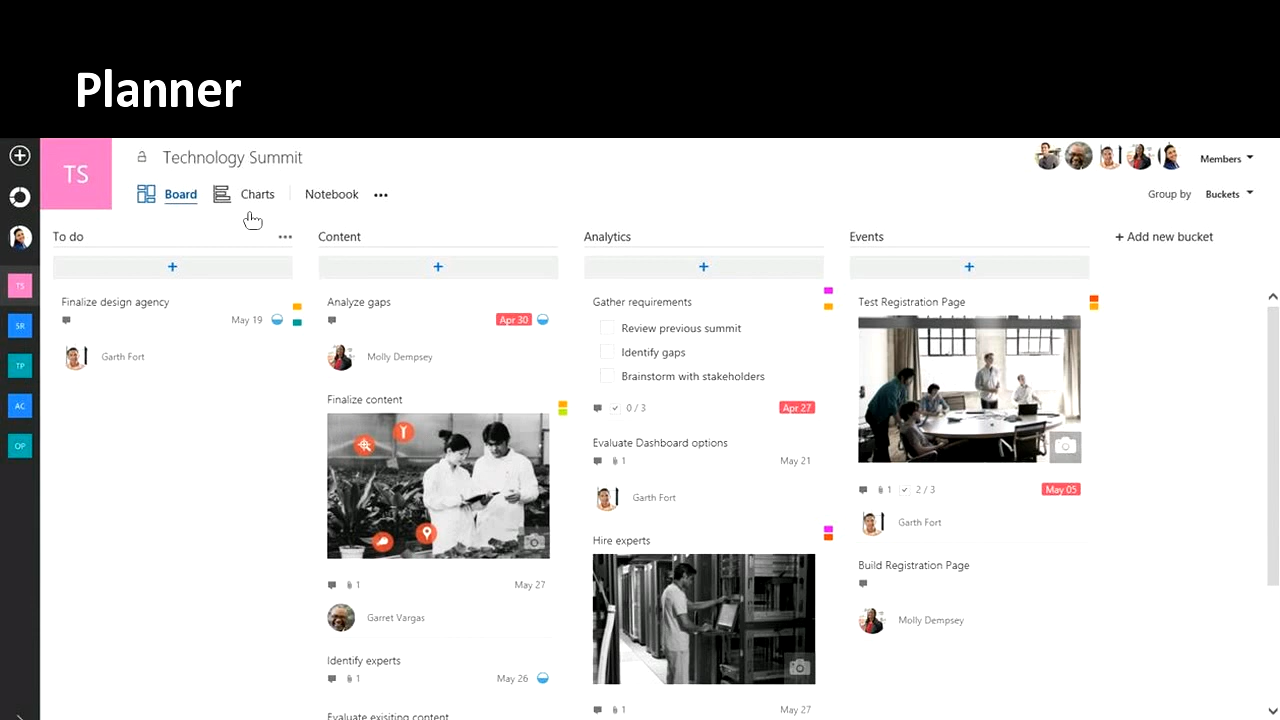 Planner
TS
Technology Summit
Members
Board
Charts
Notebook
Group by
Buckets
To do
Content
Analytics
Events
+ Add new bucket
TS
SR
TP
AC
OP
Finalize design agency
May 19
Garth Fort
Analyze gaps
Apr 30
Molly Dempsey
Finalize content
1
May 27
Garret Vargas
Identify experts
1
May 26
Evaluate exisiting content
Gather requirements
Review previous summit
Identify gaps
Brainstorm with stakeholders
0 / 3
Apr 27
Evaluate Dashboard options
1
May 21
Garth Fort
Hire experts
1
May 27
Test Registration Page
1
2 / 3
May 05
Garth Fort
Build Registration Page
Molly Dempsey